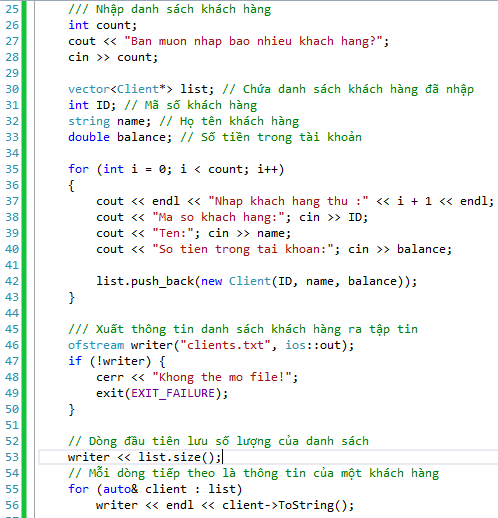 25 /// Nhập danh sách khách hàng
26 int count;
27 cout << "Ban muon nhap bao nhieu khach hang?";
28 cin >> count;
29
30 vector<Client*> list; // Chứa danh sách khách hàng đã nhập
31 int ID; // Mã số khách hàng
32 string name; // Họ tên khách hàng
33 double balance; // Số tiền trong tài khoản
34
35 for (int i = 0; i < count; i++)
36 {
37 cout << endl << "Nhap khach hang thu :" << i + 1 << endl;
38 cout << "Ma so khach hang:"; cin >> ID;
39 cout << "Ten:"; cin >> name;
40 cout << "So tien trong tai khoan:"; cin >> balance;
41
42 list.push_back(new Client(ID, name, balance));
43 }
44
45 /// Xuất thông tin danh sách khách hàng ra tập tin
46 ofstream writer("clients.txt", ios::out);
47 if (!writer) {
48 cerr << "Khong the mo file!";
49 exit(EXIT_FAILURE);
50 }
51
52 // Dòng đầu tiên lưu số lượng của danh sách
53 writer << list.size();
54 // Mỗi dòng tiếp theo là thông tin của một khách hàng
55 for (auto& client : list)
56 writer << endl << client->ToString();